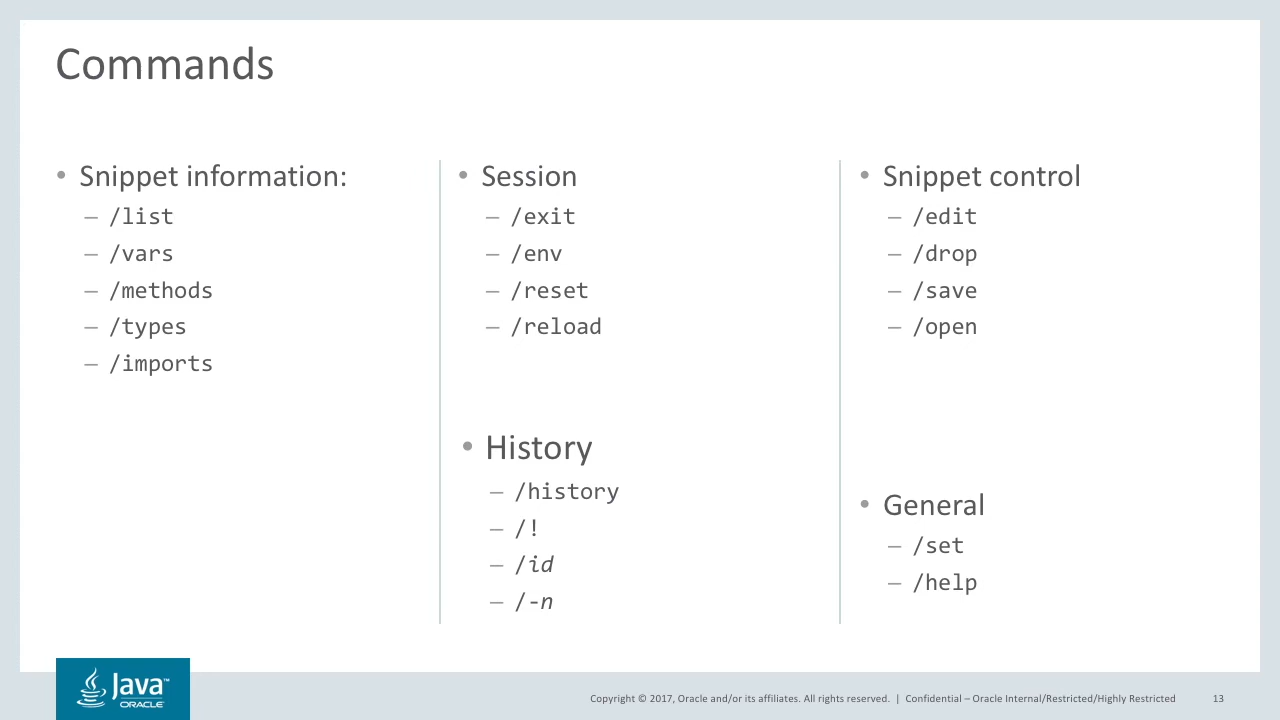 Commands
• Snippet information:
– /list
– /vars
– /methods
– /types
– /imports
• Session
– /exit
– /env
– /reset
– /reload
• History
– /history
– /!
– /id
– /-n
• Snippet control
– /edit
– /drop
– /save
– /open
• General
– /set
– /help
Java™
ORACLE
Copyright © 2017, Oracle and/or its affiliates. All rights reserved. | Confidential – Oracle Internal/Restricted/Highly Restricted 13